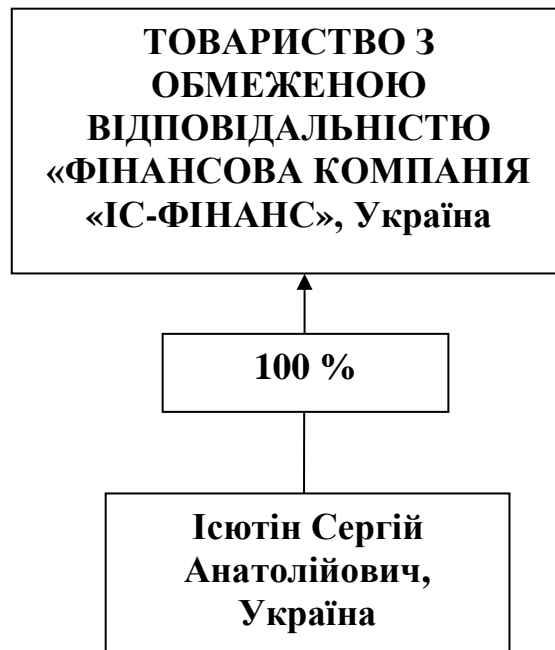 ТОВАРИСТВО З
ОБМЕЖЕНОЮ
ВІДПОВІДАЛЬНІСТЮ
«ФІНАНСОВА КОМПАНІЯ
«ІС-ФІНАНС», Україна
100 %
Ісютін Сергій
Анатолійович,
Україна